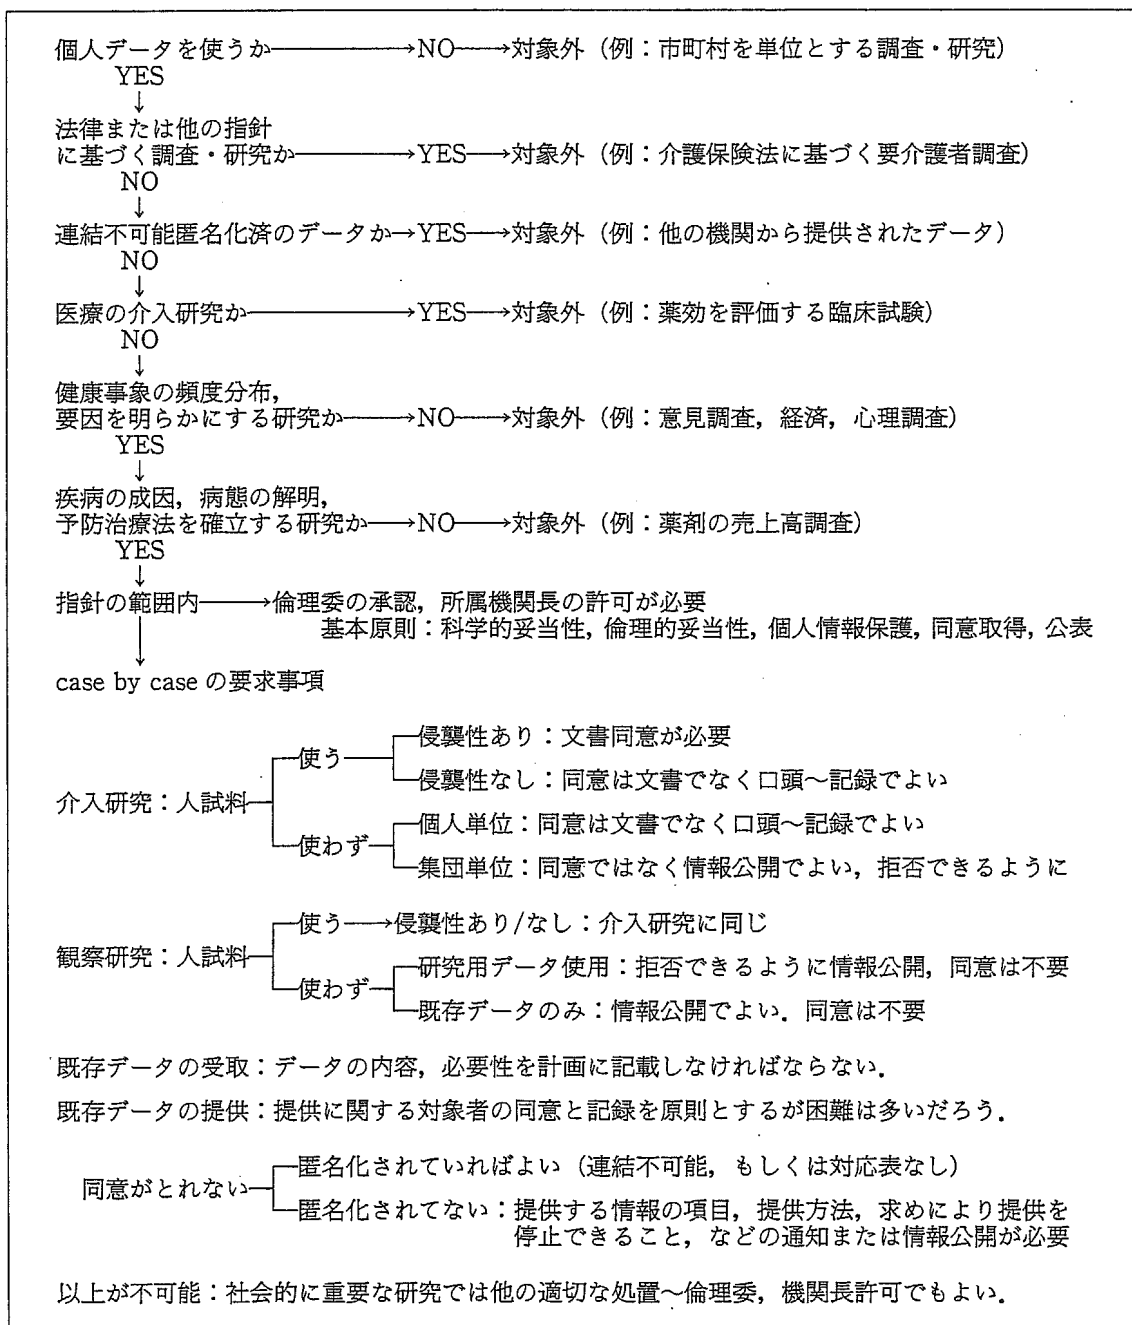 個人データを使うか→NO→対象外（例：市町村を単位とする調査・研究）
YES
↓
法律または他の指針
に基づく調査・研究か→YES→対象外（例：介護保険法に基づく要介護者調査）
NO
↓
連結不可能匿名化済のデータか→YES→対象外（例：他の機関から提供されたデータ）
NO
↓
医療の介入研究か→YES→対象外（例：薬効を評価する臨床試験）
NO
↓
健康事象の頻度分布，
要因を明らかにする研究か→NO→対象外（例：意見調査，経済，心理調査）
YES
↓
疾病の成因，病態の解明，
予防治療法を確立する研究か→NO→対象外（例：薬剤の売上高調査）
YES
↓
指針の範囲内→倫理委の承認，所属機関長の許可が必要
基本原則：科学的妥当性，倫理的妥当性，個人情報保護，同意取得，公表
↓
case by case の要求事項
使う
侵襲性あり：文書同意が必要
侵襲性なし：同意は文書でなく口頭～記録でよい
介入研究：人試料
使わず
個人単位：同意は文書でなく口頭～記録でよい
集団単位：同意ではなく情報公開でよい，拒否できるように
使う→侵襲性あり/なし：介入研究に同じ
観察研究：人試料
使わず
研究用データ使用：拒否できるように情報公開，同意は不要
既存データのみ：情報公開でよい．同意は不要
既存データの受取：データの内容，必要性を計画に記載しなければならない．
既存データの提供：提供に関する対象者の同意と記録を原則とするが困難は多いだろう．
同意がとれない
匿名化されていればよい（連結不可能，もしくは対応表なし）
匿名化されてない：提供する情報の項目，提供方法，求めにより提供を
停止できること，などの通知または情報公開が必要
以上が不可能：社会的に重要な研究では他の適切な処置～倫理委，機関長許可でもよい．